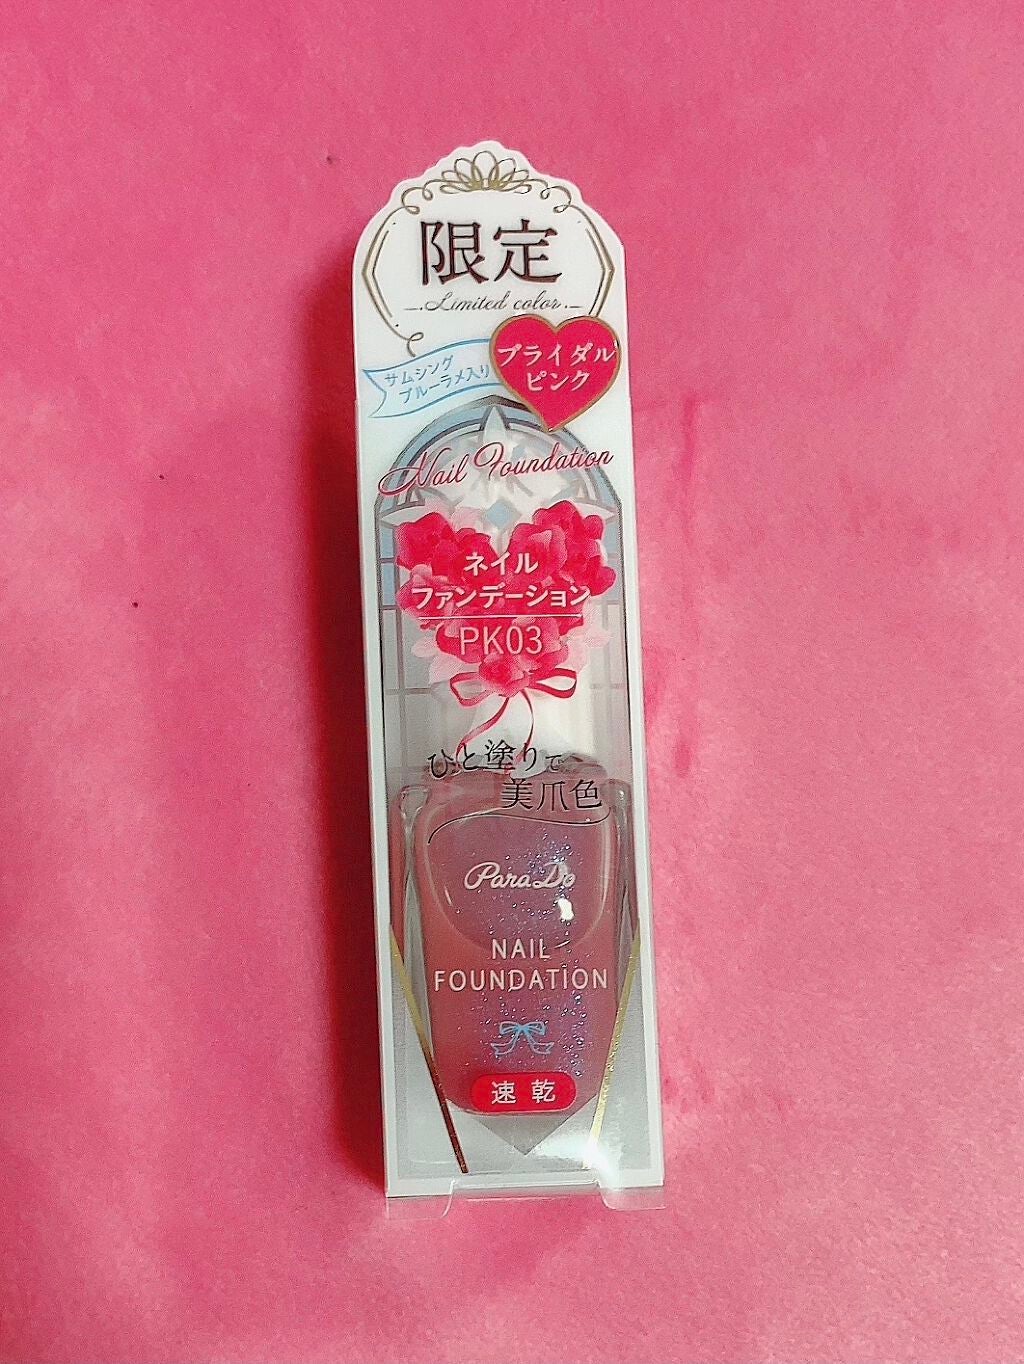 限定
Limited color
ブライダル
ピンク
サムシング
ブルーラメ入り
Nail Foundation
ネイル
ファンデーション
PK03
ひと塗りで
美爪色
ParaDo
NAIL
FOUNDATION
速乾